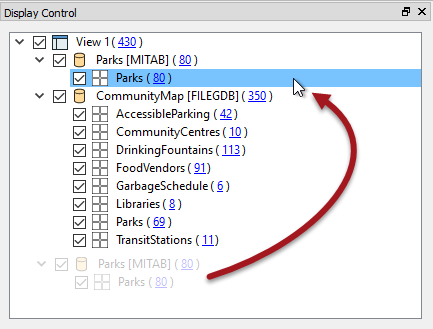 Display Control
View 1 ( 430)
Parks [MITAB] ( 80)
Parks ( 80)
CommunityMap [FILEGDB] ( 350)
AccessibleParking ( 42)
CommunityCentres ( 10)
DrinkingFountains ( 113)
FoodVendors ( 91)
GarbageSchedule ( 6)
Libraries ( 8)
Parks ( 69)
TransitStations ( 11)
Parks [MITAB] ( 80)
Parks ( 80)